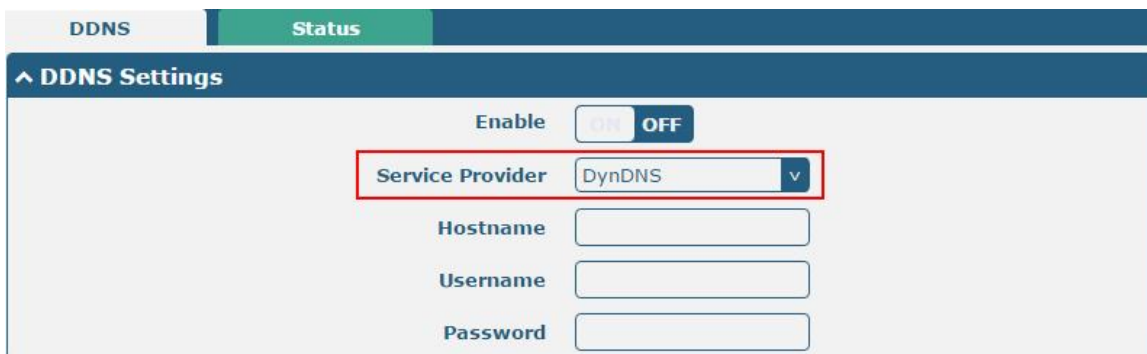 DDNS Status
DDNS Settings
Enable ON OFF
Service Provider DynDNS v
Hostname
Username
Password